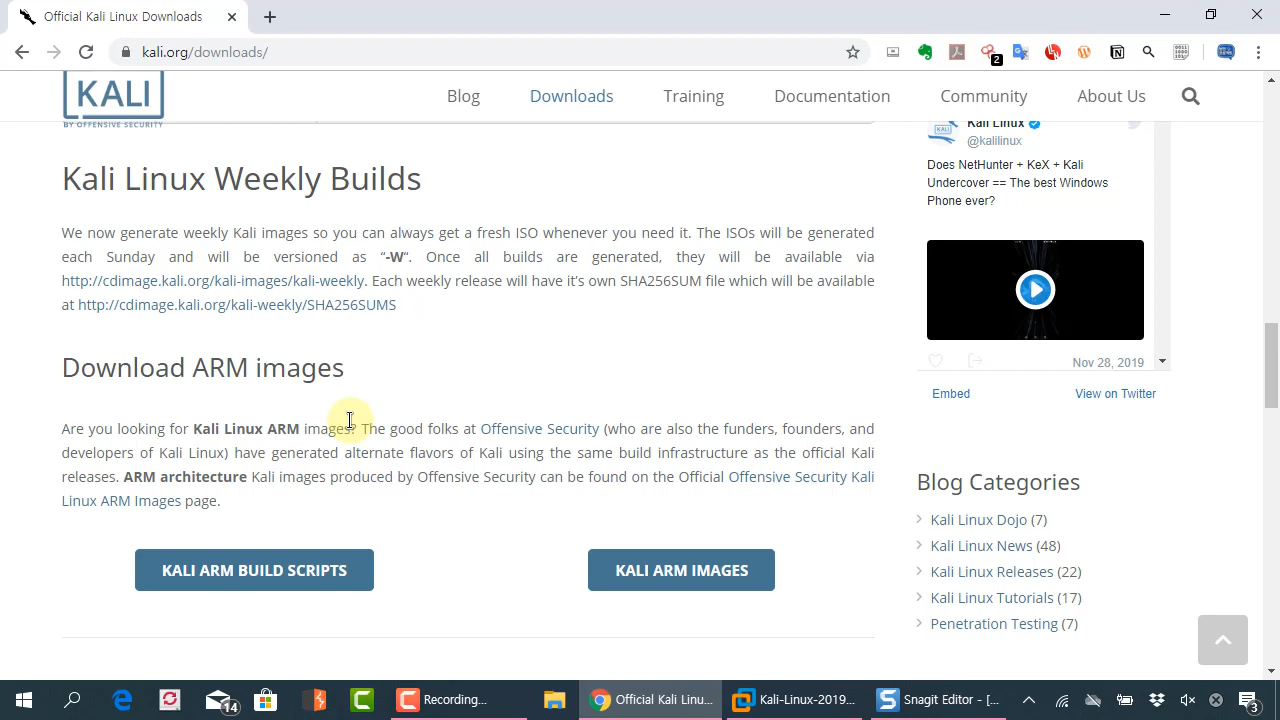 Official Kali Linux Downloads
kali.org/downloads/
2
KALI
BY OFFENSIVE SECURITY
Blog
Downloads
Training
Documentation
Community
About Us
Kali Linux Weekly Builds
We now generate weekly Kali images so you can always get a fresh ISO whenever you need it. The ISOs will be generated
each Sunday and will be versioned as “-W“. Once all builds are generated, they will be available via
http://cdimage.kali.org/kali-images/kali-weekly. Each weekly release will have it’s own SHA256SUM file which will be available
at http://cdimage.kali.org/kali-weekly/SHA256SUMS
Download ARM images
Are you looking for Kali Linux ARM images? The good folks at Offensive Security (who are also the funders, founders, and
developers of Kali Linux) have generated alternate flavors of Kali using the same build infrastructure as the official Kali
releases. ARM architecture Kali images produced by Offensive Security can be found on the Official Offensive Security Kali
Linux ARM Images page.
KALI ARM BUILD SCRIPTS
KALI ARM IMAGES
Kali Linux
@kalilinux
Does NetHunter + KeX + Kali
Undercover == The best Windows
Phone ever?
Nov 28, 2019
Embed
View on Twitter
Blog Categories
Kali Linux Dojo (7)
Kali Linux News (48)
Kali Linux Releases (22)
Kali Linux Tutorials (17)
Penetration Testing (7)
14
Recording...
Official Kali Linu...
Kali-Linux-2019...
Snagit Editor - [...
3